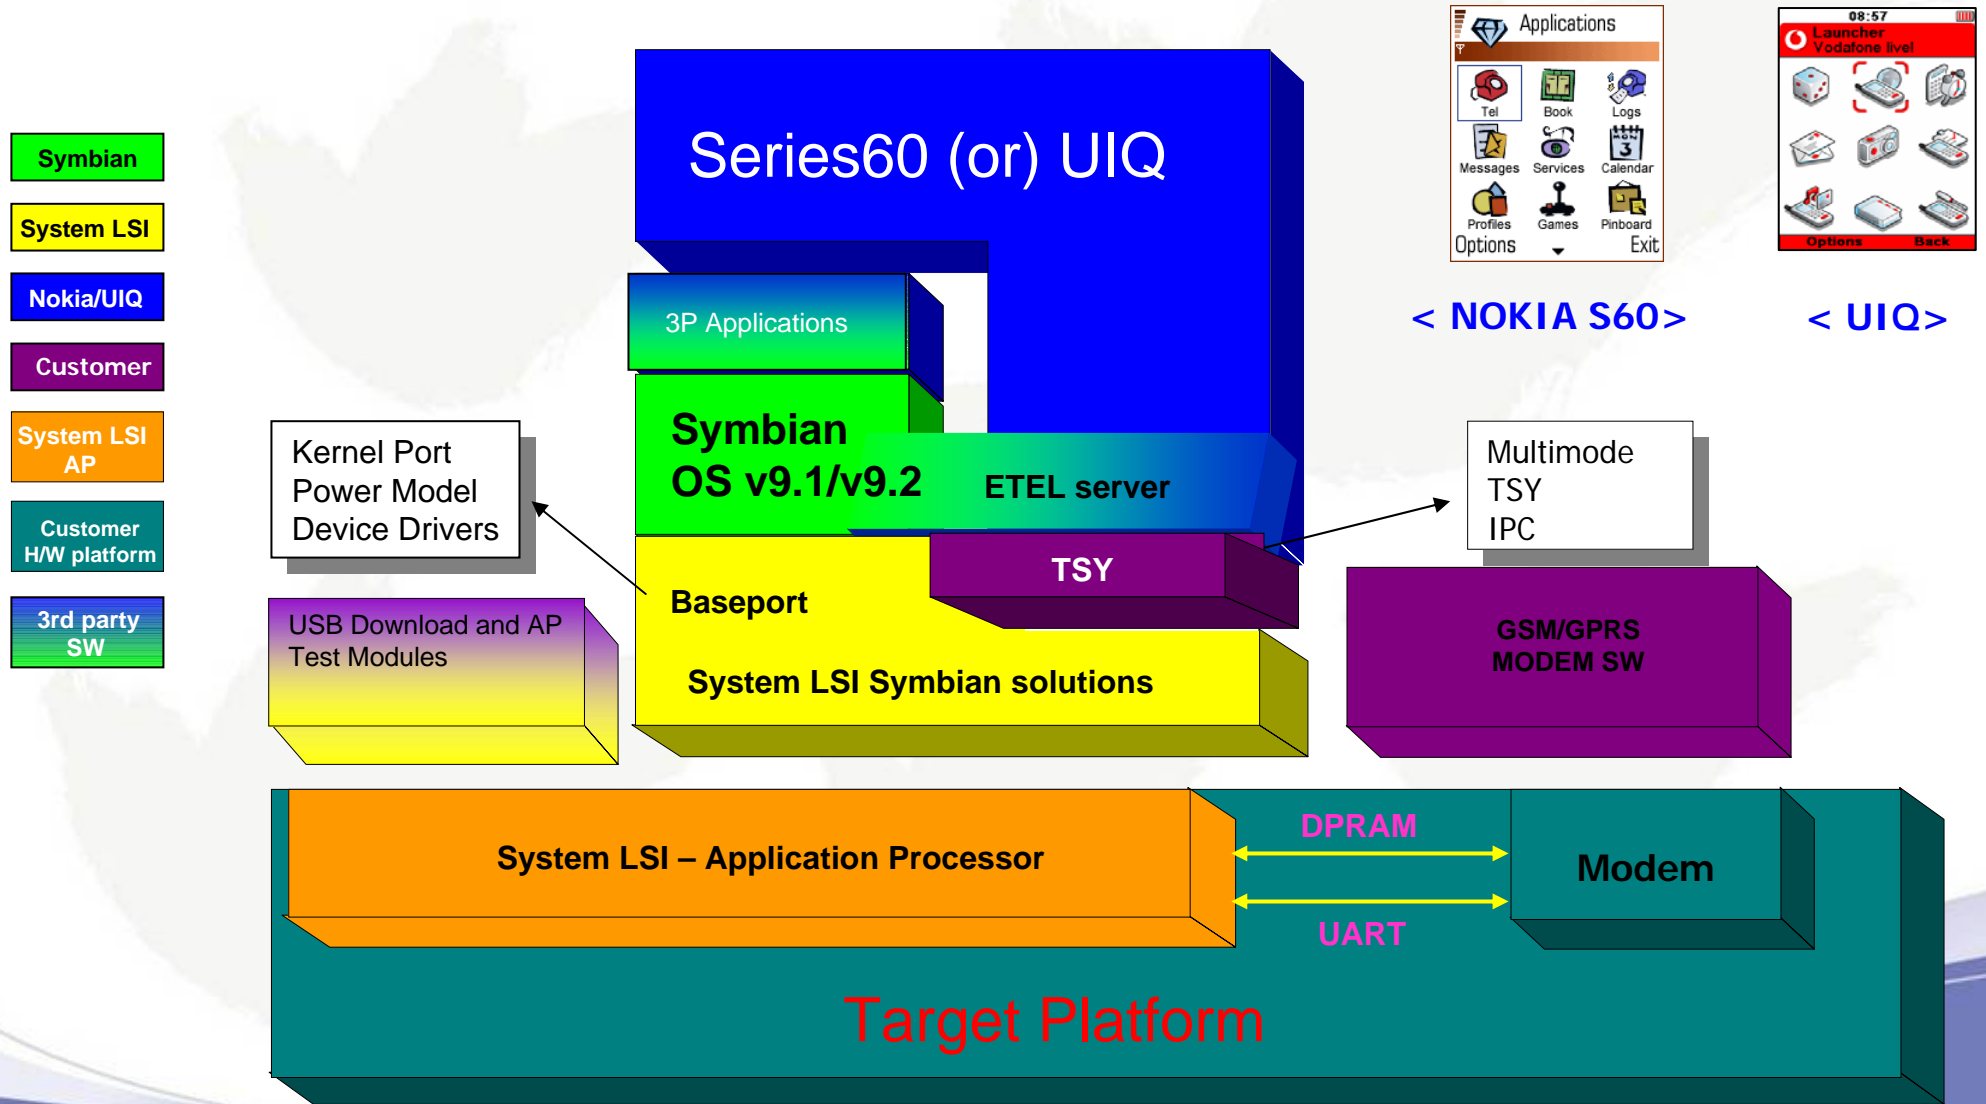 Symbian
System LSI
Nokia/UIQ
Customer
System LSI
AP
Customer
H/W platform
3rd party
SW
Series60 (or) UIQ
3P Applications
Symbian
OS v9.1/v9.2
ETEL server
Kernel Port
Power Model
Device Drivers
Multimode
TSY
IPC
TSY
Baseport
System LSI Symbian solutions
USB Download and AP
Test Modules
GSM/GPRS
MODEM SW
System LSI – Application Processor
DPRAM
UART
Modem
Target Platform
Applications
Tel
Book
Logs
Messages
Services
Calendar
MON
3
Profiles
Games
Pinboard
Options
Exit
< NOKIA S60>
08:57
Launcher
Vodafone live!
Options
Back
< UIQ>